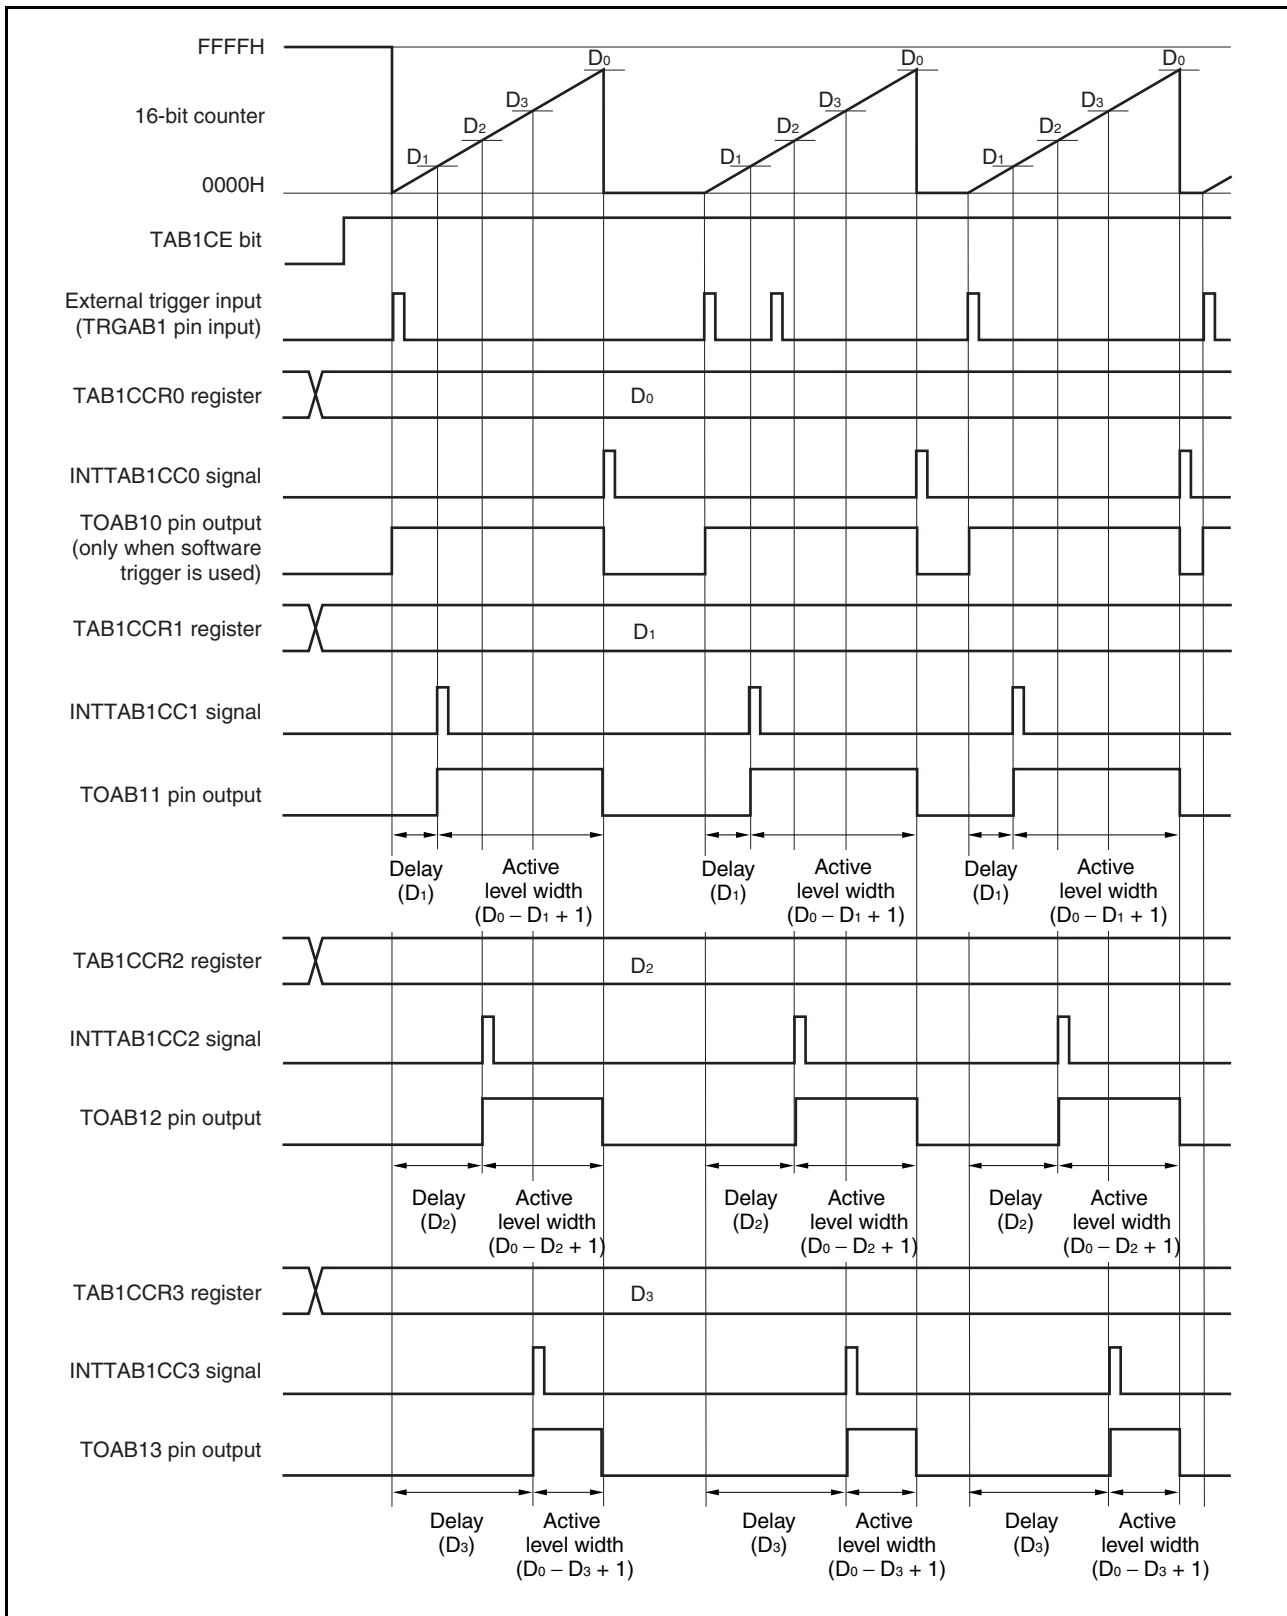 FFFFH
D0 D0 D0
D3 D3 D3
16-bit counter
D2 D2 D2
D1 D1 D1
0000H
TAB1CE bit
External trigger input
(TRGAB1 pin input)
TAB1CCR0 register
D0
INTTAB1CC0 signal
TOAB10 pin output
(only when software
trigger is used)
TAB1CCR1 register
D1
INTTAB1CC1 signal
TOAB11 pin output
Delay
(D1)
Active
level width
(D0 – D1 + 1)
Delay
(D1)
Active
level width
(D0 – D1 + 1)
Delay
(D1)
Active
level width
(D0 – D1 + 1)
TAB1CCR2 register
D2
INTTAB1CC2 signal
TOAB12 pin output
Delay
(D2)
Active
level width
(D0 – D2 + 1)
Delay
(D2)
Active
level width
(D0 – D2 + 1)
Delay
(D2)
Active
level width
(D0 – D2 + 1)
TAB1CCR3 register
D3
INTTAB1CC3 signal
TOAB13 pin output
Delay
(D3)
Active
level width
(D0 – D3 + 1)
Delay
(D3)
Active
level width
(D0 – D3 + 1)
Delay
(D3)
Active
level width
(D0 – D3 + 1)